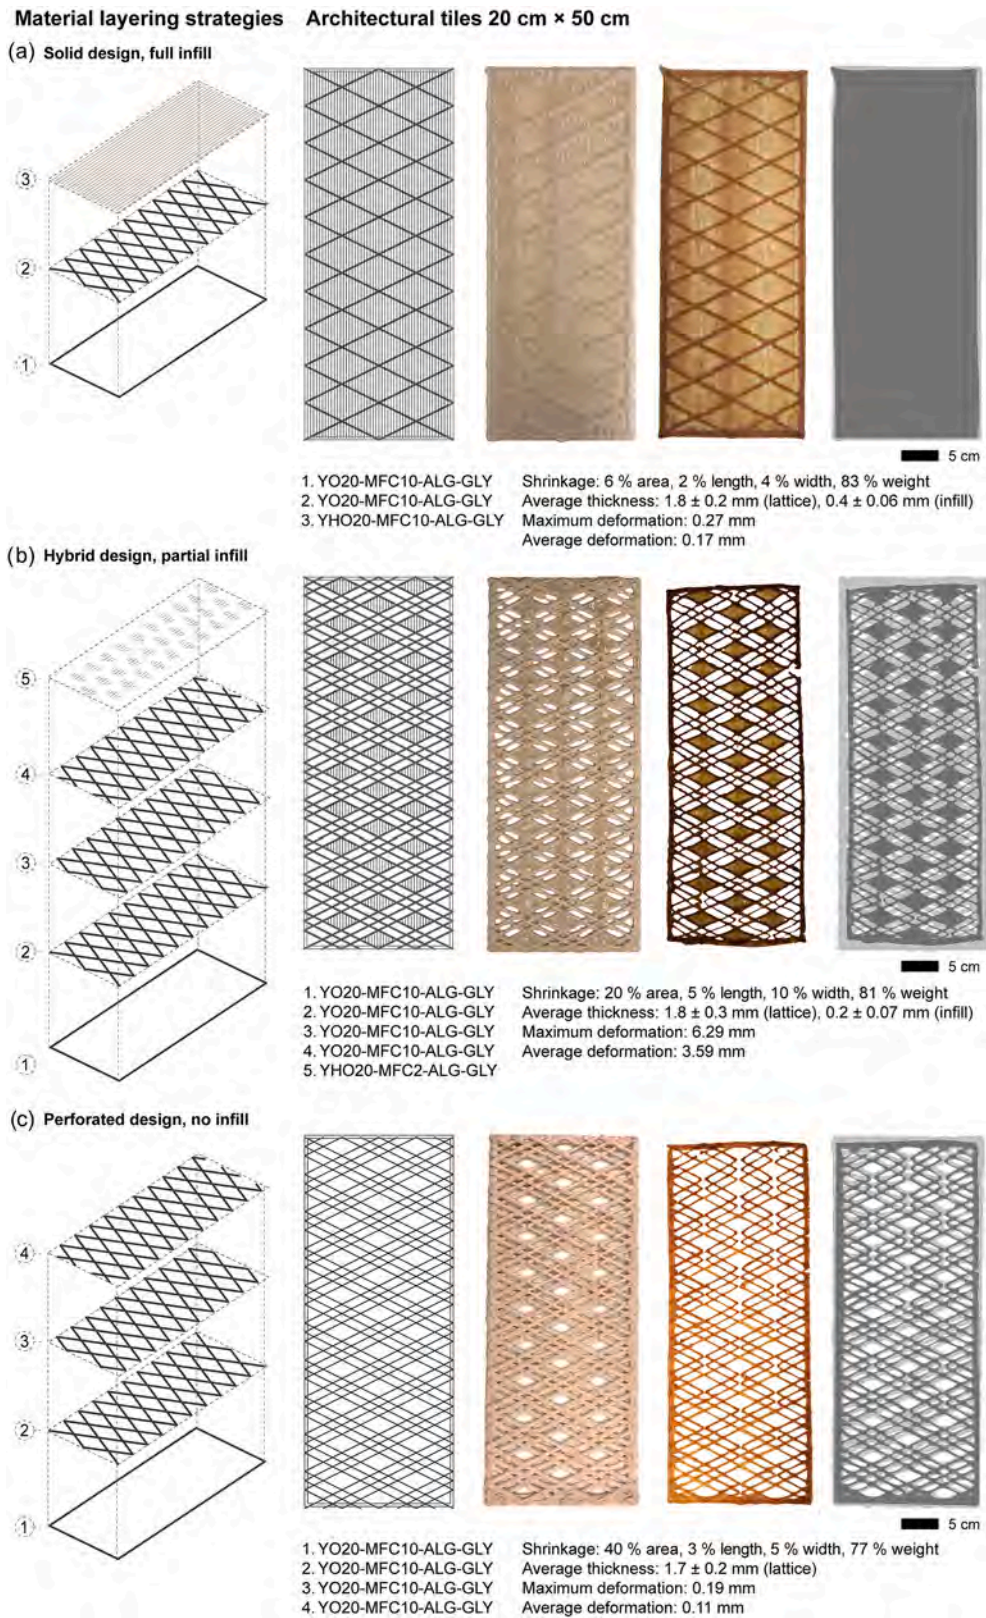 Material layering strategies Architectural tiles 20 cm × 50 cm
(a) Solid design, full infill
3
2
1
5 cm
1. YO20-MFC10-ALG-GLY Shrinkage: 6 % area, 2 % length, 4 % width, 83 % weight
2. YO20-MFC10-ALG-GLY Average thickness: 1.8 ± 0.2 mm (lattice), 0.4 ± 0.06 mm (infill)
3. YHO20-MFC10-ALG-GLY Maximum deformation: 0.27 mm
Average deformation: 0.17 mm
(b) Hybrid design, partial infill
5
4
3
2
1
5 cm
1. YO20-MFC10-ALG-GLY Shrinkage: 20 % area, 5 % length, 10 % width, 81 % weight
2. YO20-MFC10-ALG-GLY Average thickness: 1.8 ± 0.3 mm (lattice), 0.2 ± 0.07 mm (infill)
3. YO20-MFC10-ALG-GLY Maximum deformation: 6.29 mm
4. YO20-MFC10-ALG-GLY Average deformation: 3.59 mm
5. YHO20-MFC2-ALG-GLY
(c) Perforated design, no infill
4
3
2
1
5 cm
1. YO20-MFC10-ALG-GLY Shrinkage: 40 % area, 3 % length, 5 % width, 77 % weight
2. YO20-MFC10-ALG-GLY Average thickness: 1.7 ± 0.2 mm (lattice)
3. YO20-MFC10-ALG-GLY Maximum deformation: 0.19 mm
4. YO20-MFC10-ALG-GLY Average deformation: 0.11 mm